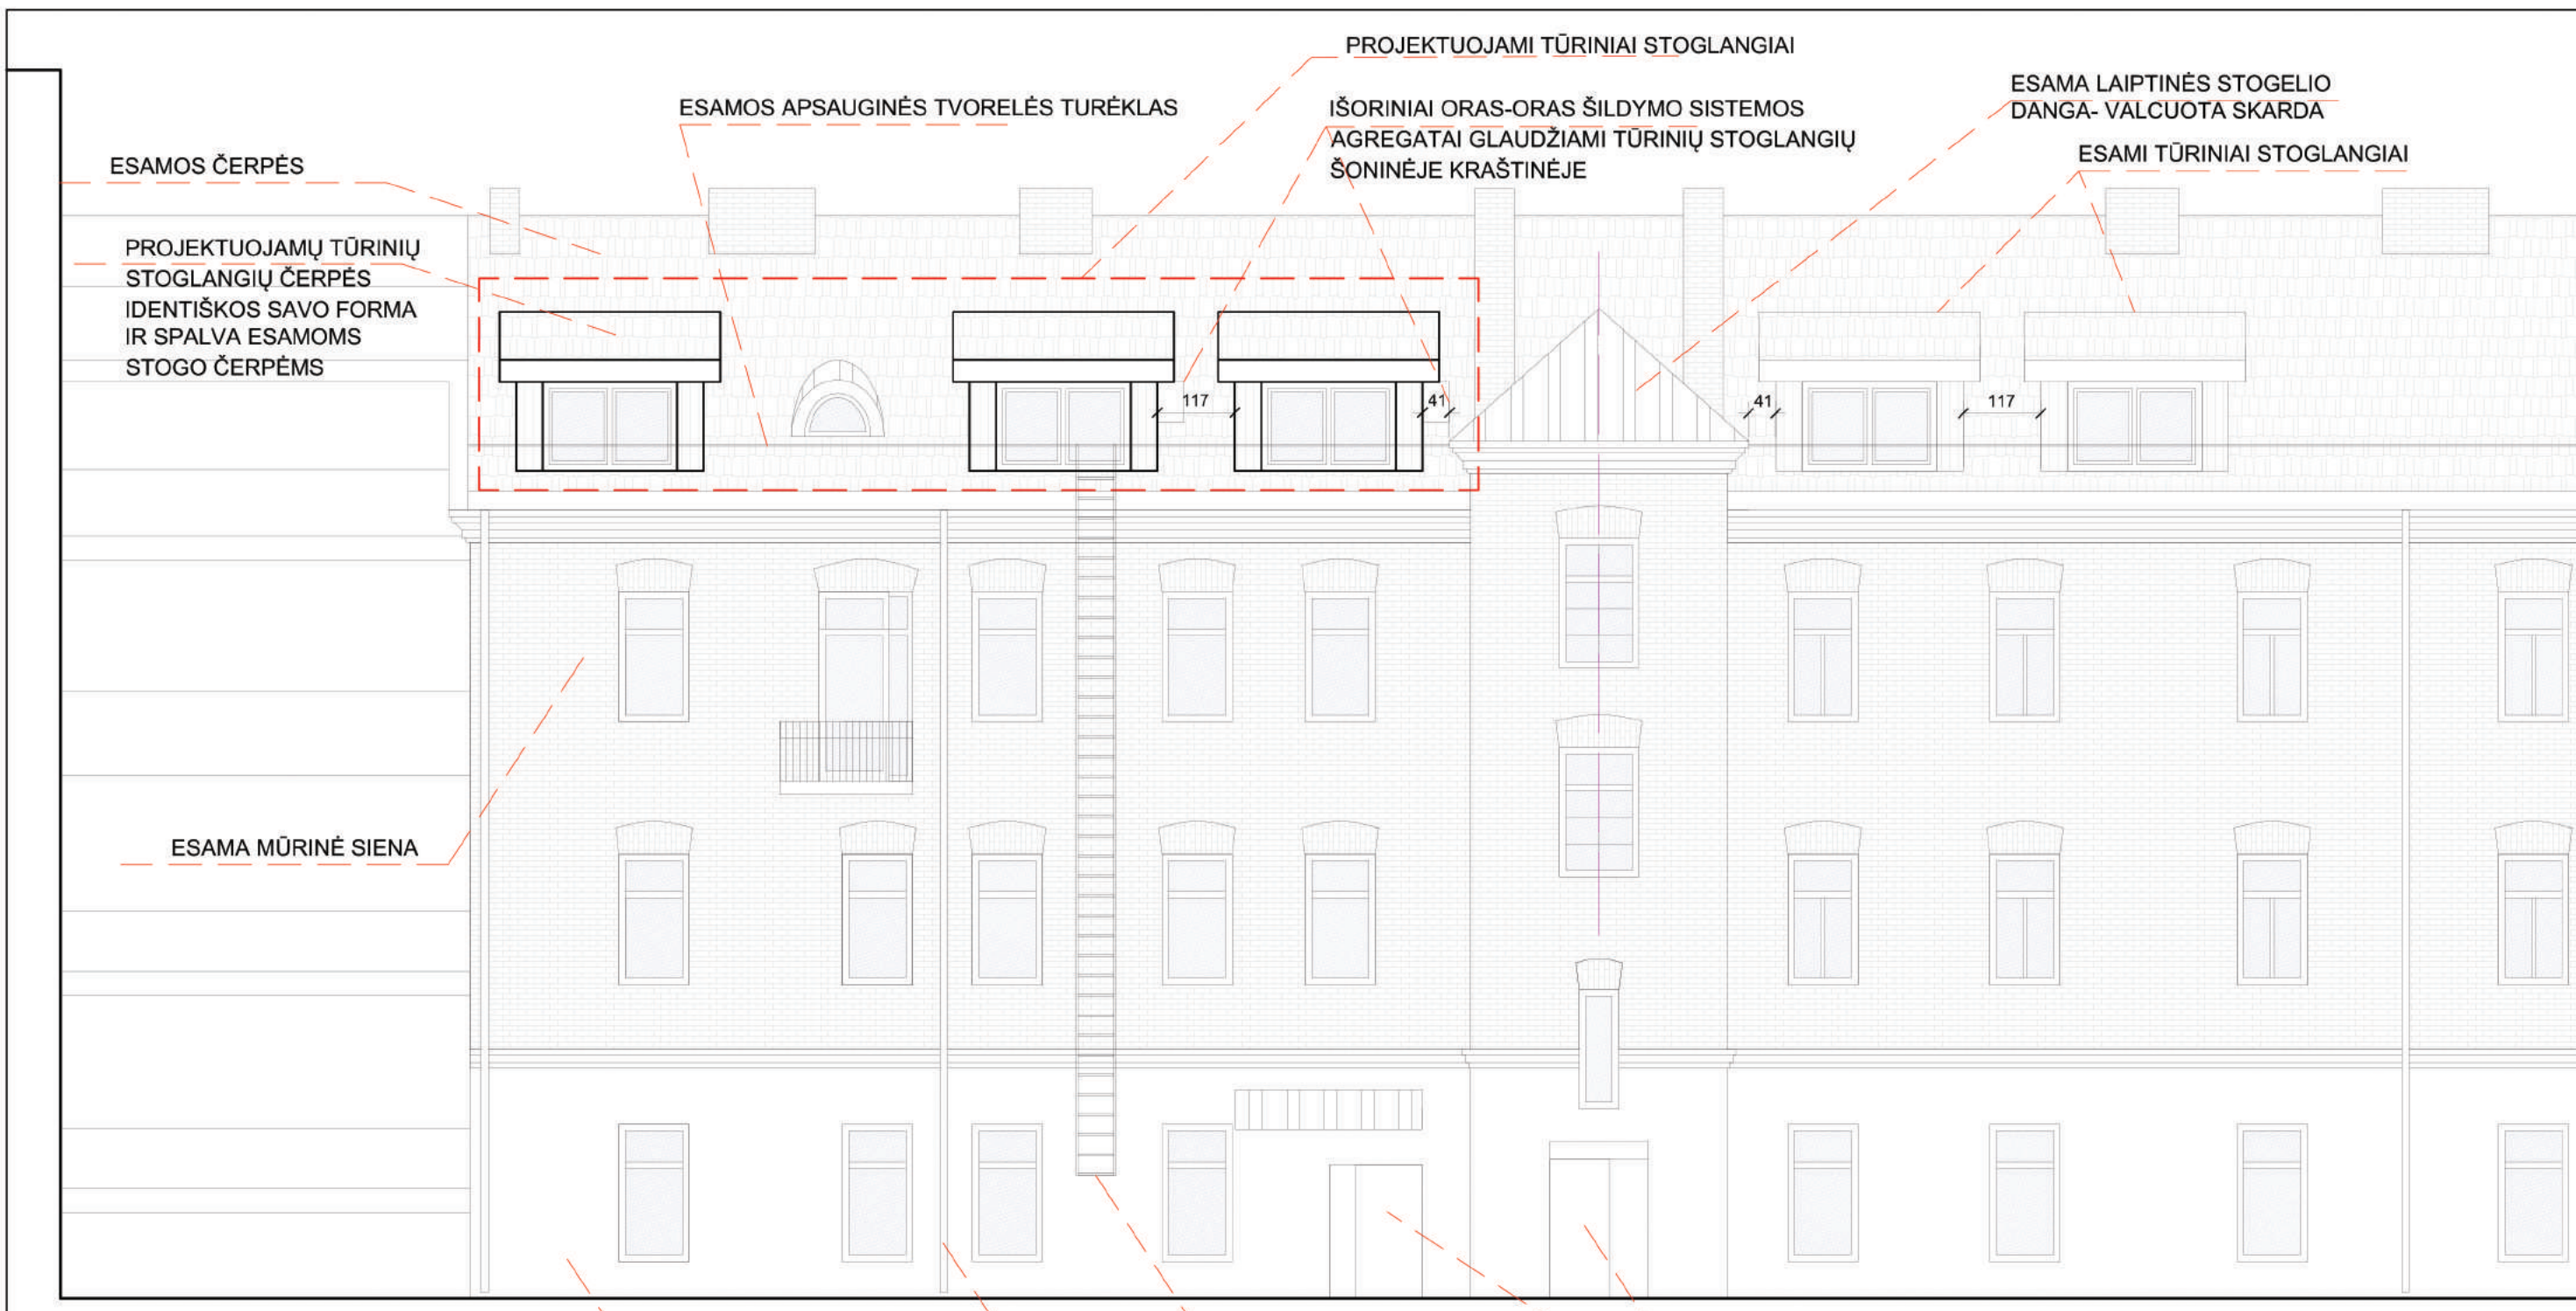 PROJEKTUOJAMI TŪRINIAI STOGLANGIAI
ESAMA LAIPTINĖS STOGELIO
DANGA- VALCUOTA SKARDA
ESAMOS APSAUGINĖS TVORELĖS TURĖKLAS
IŠORINIAI ORAS-ORAS ŠILDYMO SISTEMOS
AGREGATAI GLAUDŽIAMI TŪRINIŲ STOGLANGIŲ
ŠONINĖJE KRAŠTINĖJE
ESAMI TŪRINIAI STOGLANGIAI
ESAMOS ČERPĖS
PROJEKTUOJAMŲ TŪRINIŲ
STOGLANGIŲ ČERPĖS
IDENTIŠKOS SAVO FORMA
IR SPALVA ESAMOMS
STOGO ČERPĖMS
117
41
41
117
ESAMA MŪRINĖ SIENA